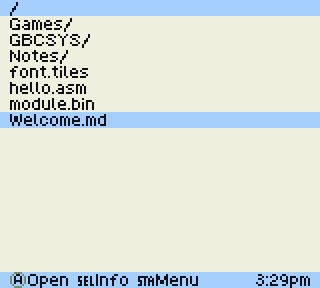 /
Games/
GBCSYS/
Notes/
font.tiles
hello.asm
module.bin
Welcome.md
ⒶOpen SELInfo STAMenu 3:29pm